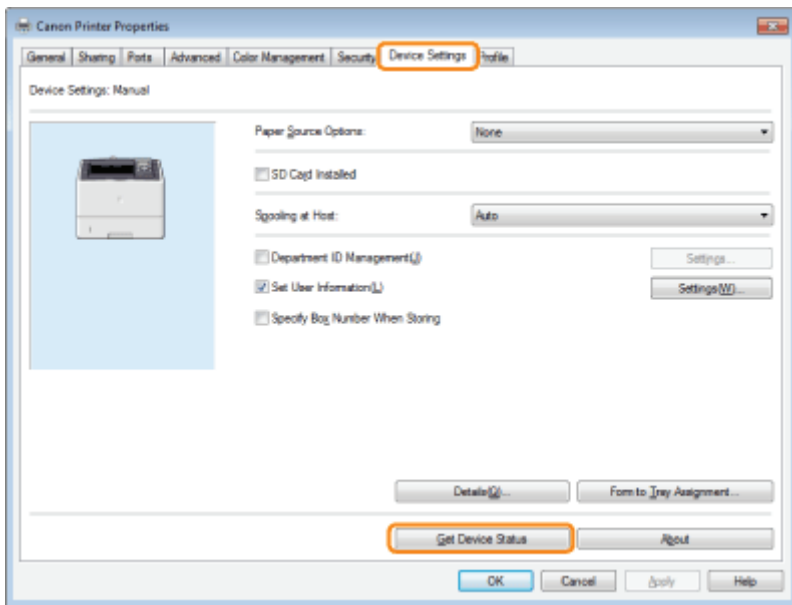 Canon Printer Properties
General Sharing Ports Advanced Color Management Security Device Settings Profile
Device Settings: Manual
Paper Source Options: None
SD Card Installed
Spooling at Host: Auto
Department ID Management(J) Settings...
Set User Information(L) Settings(W)...
Specify Box Number When Storing
Details(Q)... Form to Tray Assignment...
Get Device Status About
OK Cancel Apply Help